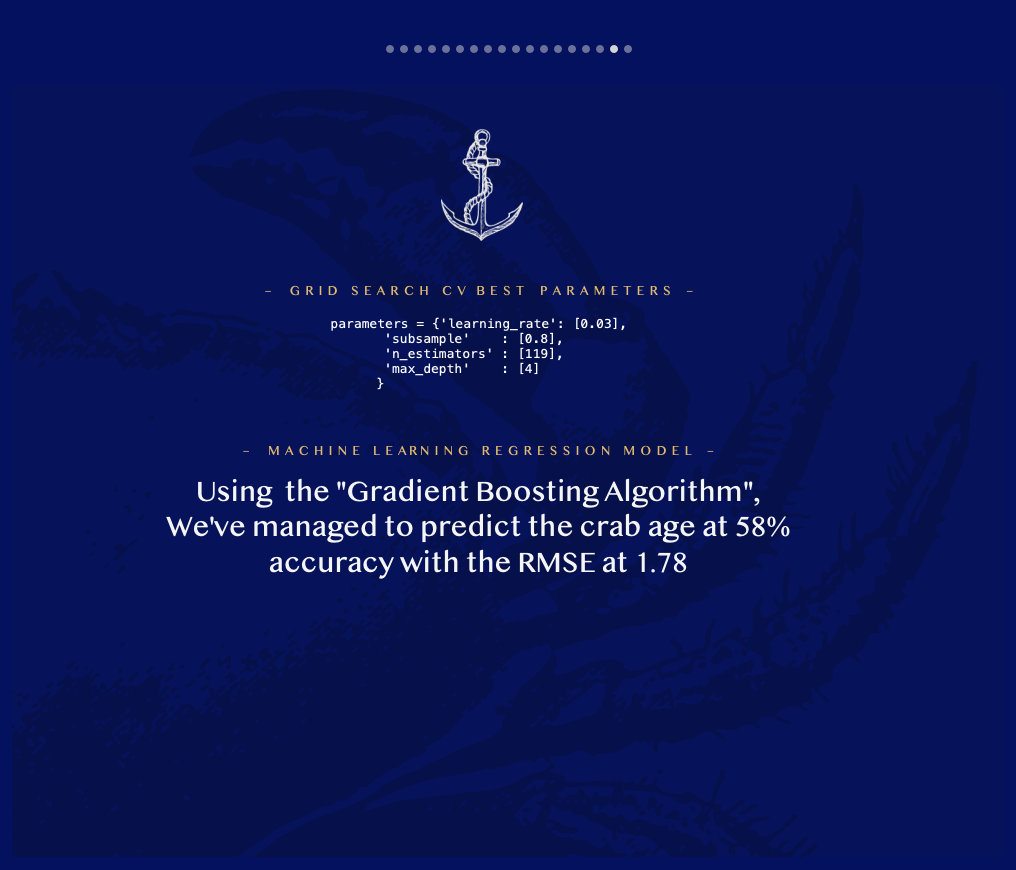 – GRID SEARCH CV BEST PARAMETERS –
parameters = {'learning_rate': [0.03],
'subsample' : [0.8],
'n_estimators' : [119],
'max_depth' : [4]
}
– MACHINE LEARNING REGRESSION MODEL –
Using the "Gradient Boosting Algorithm",
We've managed to predict the crab age at 58%
accuracy with the RMSE at 1.78